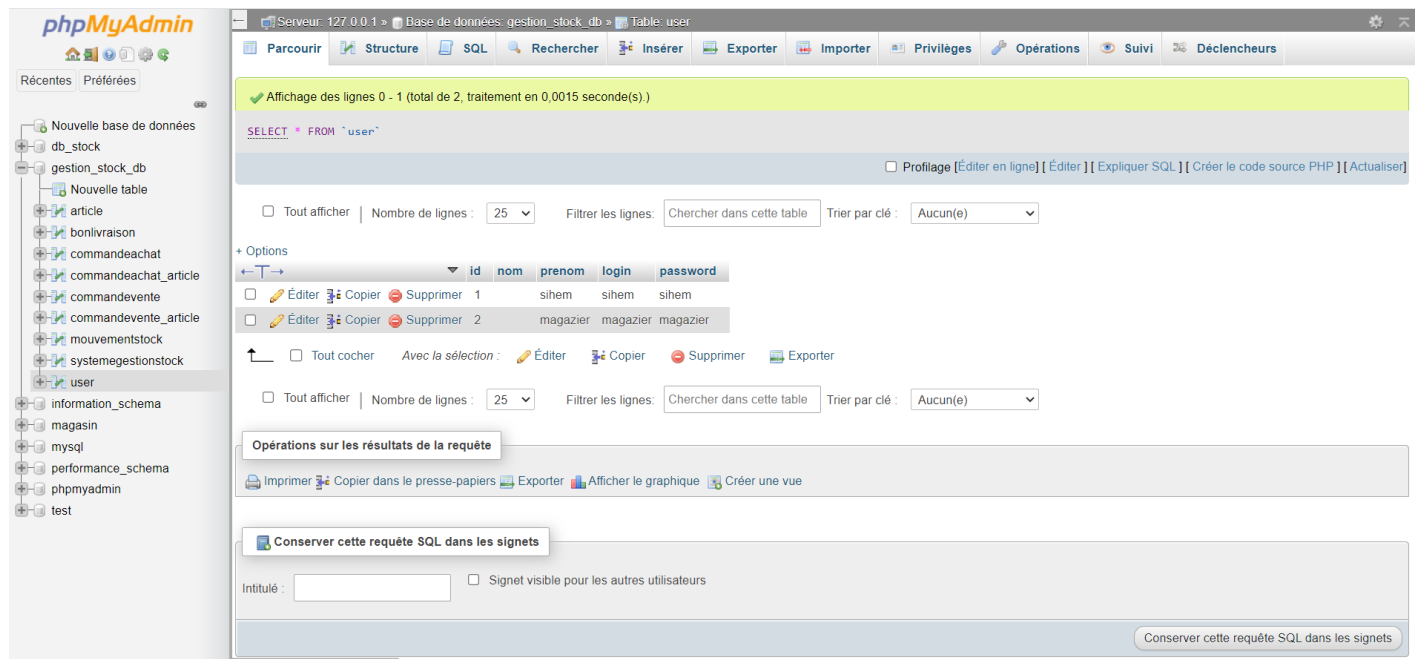 phpMyAdmin
Récentes Préférées
Nouvelle base de données
db_stock
gestion_stock_db
Nouvelle table
article
bonlivraison
commandeachat
commandeachat_article
commandevente
commandevente_article
mouvementstock
systemegestionstock
user
information_schema
magasin
mysql
performance_schema
phpmyadmin
test
Serveur: 127.0.0.1 » Base de données: gestion_stock_db » Table: user
Parcourir Structure SQL Rechercher Insérer Exporter Importer Privilèges Opérations Suivi Déclencheurs
Affichage des lignes 0 - 1 (total de 2, traitement en 0,0015 seconde(s).)
SELECT * FROM `user`
Profilage [Éditer en ligne] [ Éditer ] [ Expliquer SQL ] [ Créer le code source PHP ] [ Actualiser]
Tout afficher | Nombre de lignes : 25 Filtrer les lignes: Chercher dans cette table Trier par clé : Aucun(e)
+ Options
←T→ id nom prenom login password
Éditer Copier Supprimer 1 sihem sihem sihem
Éditer Copier Supprimer 2 magazier magazier magazier
Tout cocher Avec la sélection : Éditer Copier Supprimer Exporter
Tout afficher | Nombre de lignes : 25 Filtrer les lignes: Chercher dans cette table Trier par clé : Aucun(e)
Opérations sur les résultats de la requête
Imprimer Copier dans le presse-papiers Exporter Afficher le graphique Créer une vue
Conserver cette requête SQL dans les signets
Intitulé : Signet visible pour les autres utilisateurs
Conserver cette requête SQL dans les signets